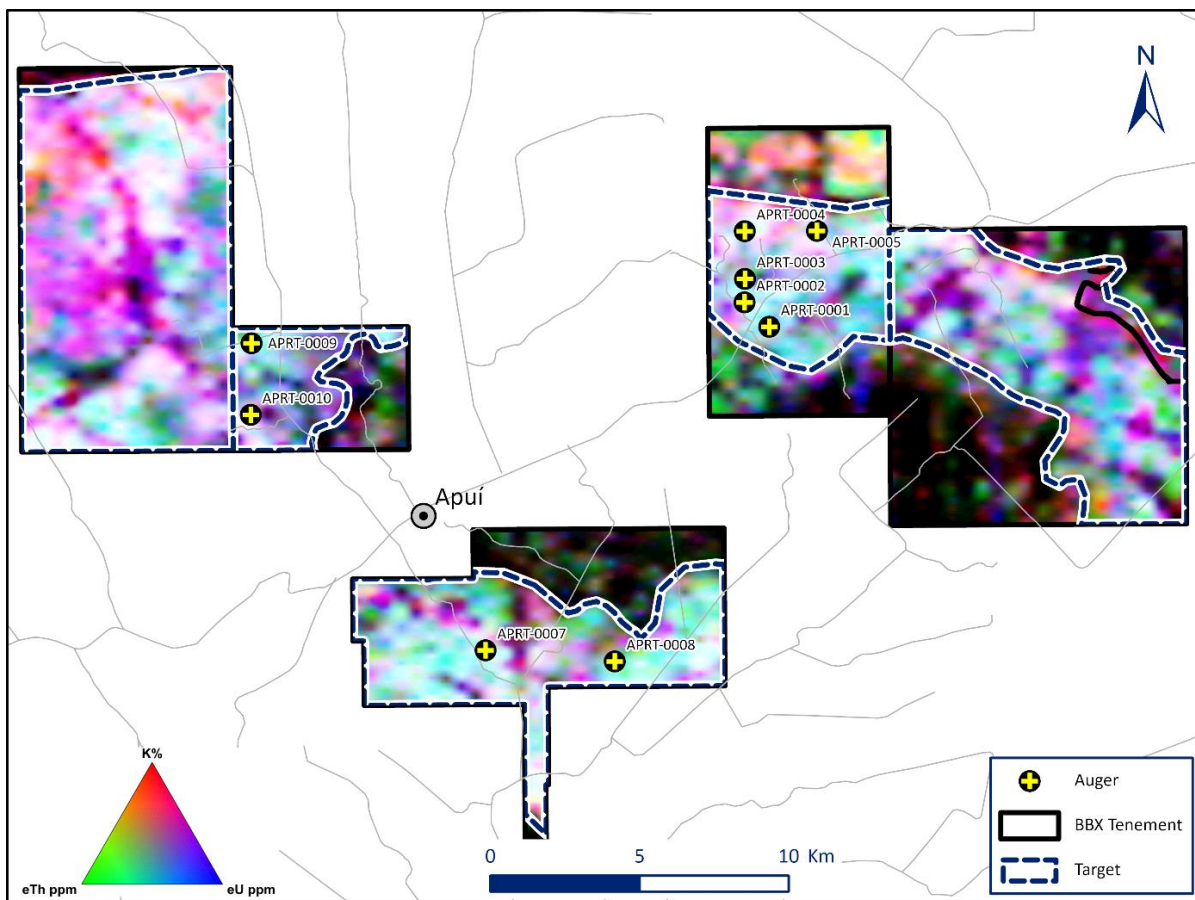 N
APRT-0004
APRT-0005
APRT-0003
APRT-0002
APRT-0001
APRT-0009
APRT-0010
Apuí
APRT-0007
APRT-0008
K%
eTh ppm
eU ppm
0 5 10 Km
Auger
BBX Tenement
Target